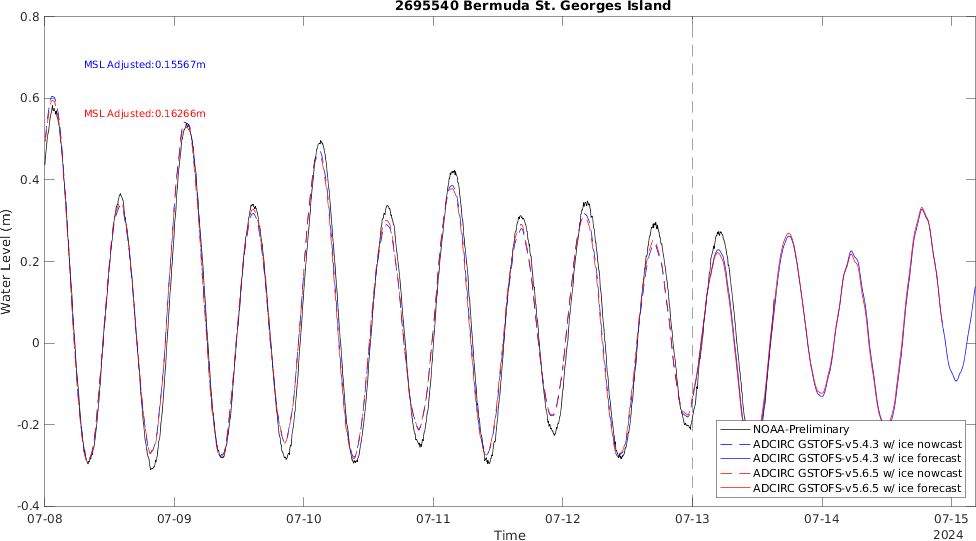 2695540 Bermuda St. Georges Island
0.8
MSL Adjusted:0.15567m
0.6
MSL Adjusted:0.16266m
0.4
0.2
Water Level (m)
0
-0.2
NOAA-Preliminary
ADCIRC GSTOFS-v5.4.3 w/ ice nowcast
ADCIRC GSTOFS-v5.4.3 w/ ice forecast
ADCIRC GSTOFS-v5.6.5 w/ ice nowcast
ADCIRC GSTOFS-v5.6.5 w/ ice forecast
-0.4
07-08 07-09 07-10 07-11 07-12 07-13 07-14 07-15
Time 2024